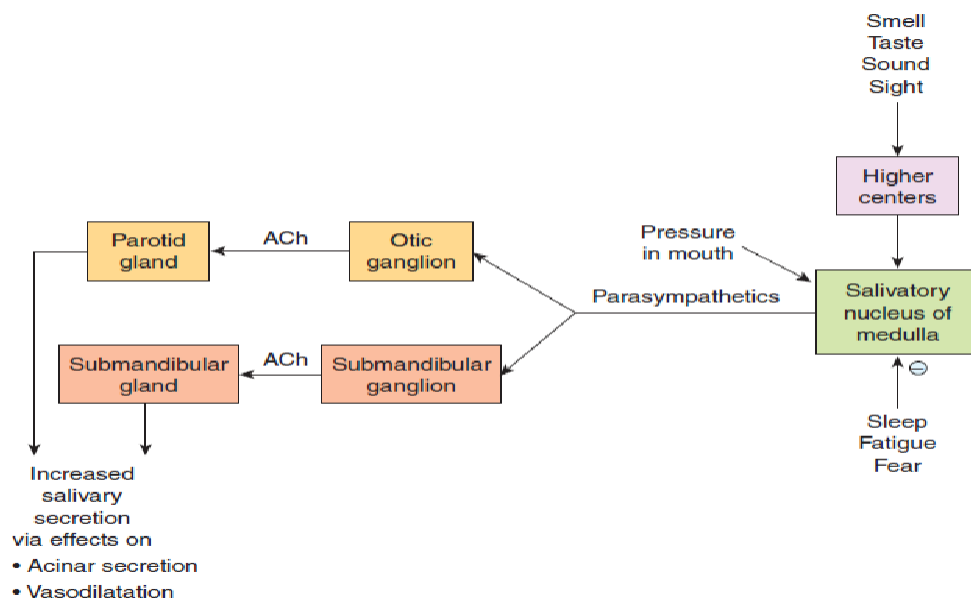 Smell
Taste
Sound
Sight
Higher
centers
Pressure
in mouth
Salivatory
nucleus of
medulla
Parasympathetics
Sleep
Fatigue
Fear
Otic
ganglion
ACh
Parotid
gland
Submandibular
ganglion
ACh
Submandibular
gland
Increased
salivary
secretion
via effects on
• Acinar secretion
• Vasodilatation